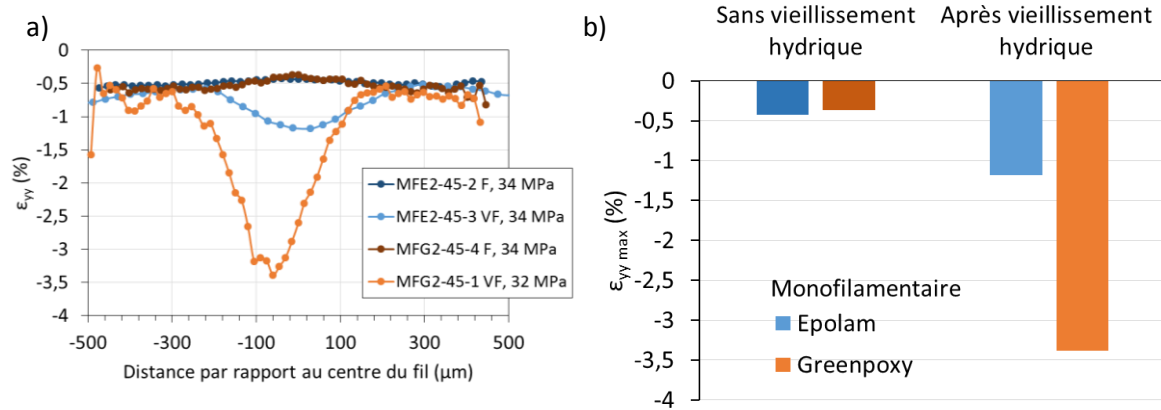 a)
0
-0.5
-1
-1.5
-2
-2.5
-3
-3.5
-4
ε_yy (%)
MFE2-45-2 F, 34 MPa
MFE2-45-3 VF, 34 MPa
MFG2-45-4 F, 34 MPa
MFG2-45-1 VF, 32 MPa
-500
-300
-100
100
300
500
Distance par rapport au centre du fil (µm)
b)
Sans vieillissement
hydrique
Après vieillissement
hydrique
0
-0,5
-1
-1,5
-2
-2,5
-3
-3,5
-4
ε_yy max (%)
Monofilamentaire
Epolam
Greenpoxy